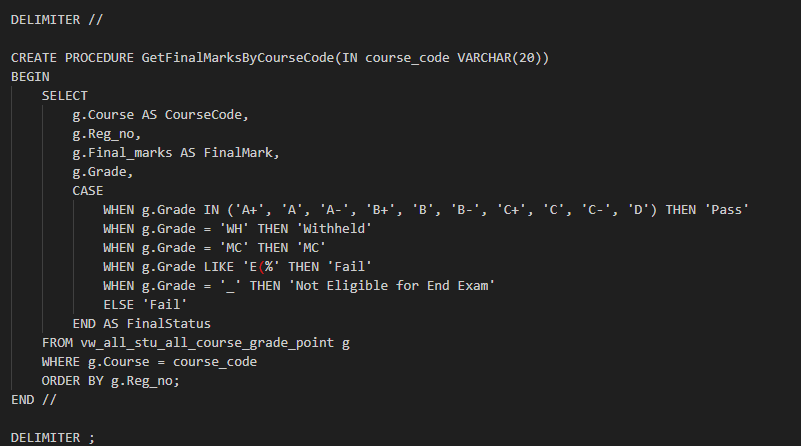 DELIMITER //
CREATE PROCEDURE GetFinalMarksByCourseCode(IN course_code VARCHAR(20))
BEGIN
SELECT
g.Course AS CourseCode,
g.Reg_no,
g.Final_marks AS FinalMark,
g.Grade,
CASE
WHEN g.Grade IN ('A+', 'A', 'A-', 'B+', 'B', 'B-', 'C+', 'C', 'C-', 'D') THEN 'Pass'
WHEN g.Grade = 'WH' THEN 'Withheld'
WHEN g.Grade = 'MC' THEN 'MC'
WHEN g.Grade LIKE 'E(%' THEN 'Fail'
WHEN g.Grade = '_' THEN 'Not Eligible for End Exam'
ELSE 'Fail'
END AS FinalStatus
FROM vw_all_stu_all_course_grade_point g
WHERE g.Course = course_code
ORDER BY g.Reg_no;
END //
DELIMITER ;